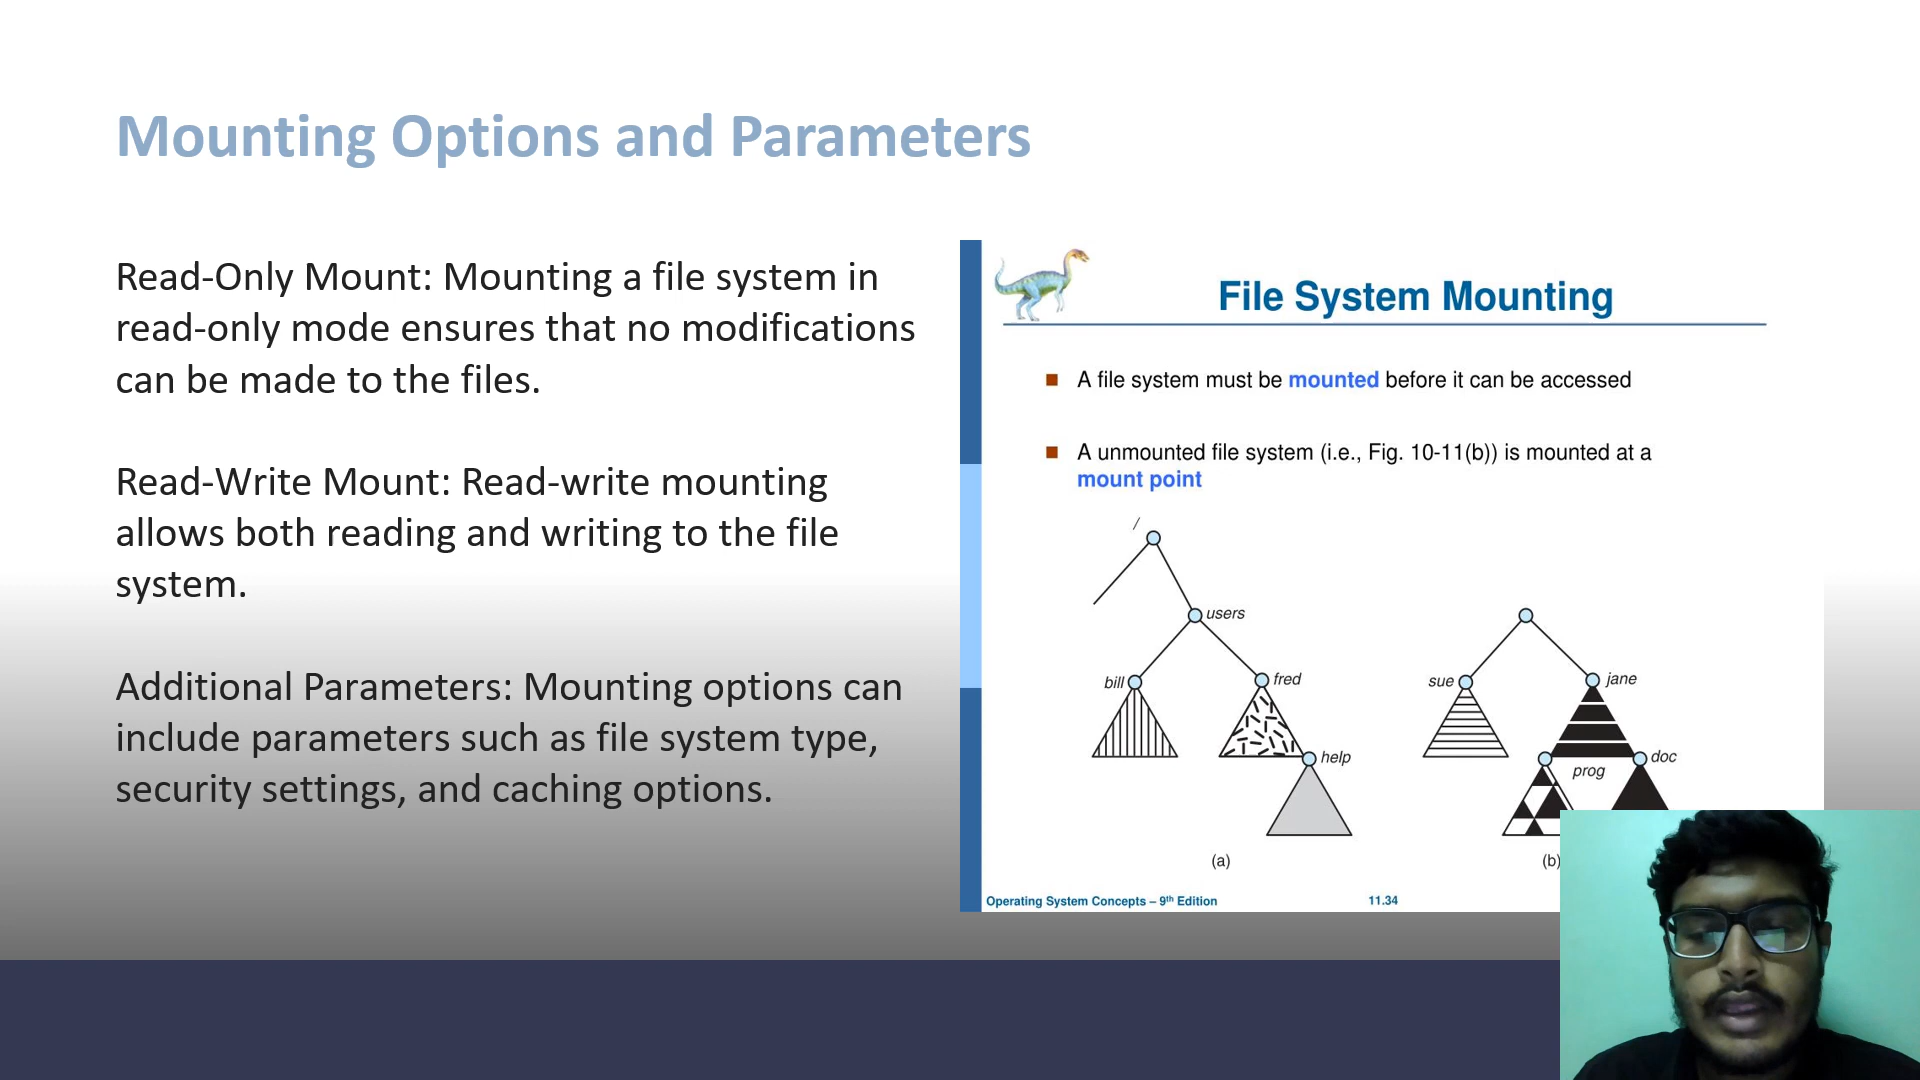 Mounting Options and Parameters
Read-Only Mount: Mounting a file system in
read-only mode ensures that no modifications
can be made to the files.
Read-Write Mount: Read-write mounting
allows both reading and writing to the file
system.
Additional Parameters: Mounting options can
include parameters such as file system type,
security settings, and caching options.
File System Mounting
A file system must be mounted before it can be accessed
A unmounted file system (i.e., Fig. 10-11(b)) is mounted at a
mount point
/
users
bill
fred
help
(a)
sue
jane
prog
doc
(b)
Operating System Concepts – 9th Edition
11.34